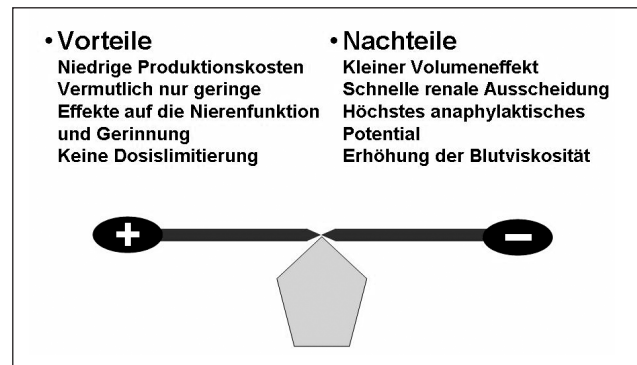 • Vorteile
Niedrige Produktionskosten
Vermutlich nur geringe
Effekte auf die Nierenfunktion
und Gerinnung
Keine Dosislimitierung
• Nachteile
Kleiner Volumeneffekt
Schnelle renale Ausscheidung
Höchstes anaphylaktisches
Potential
Erhöhung der Blutviskosität
+
−